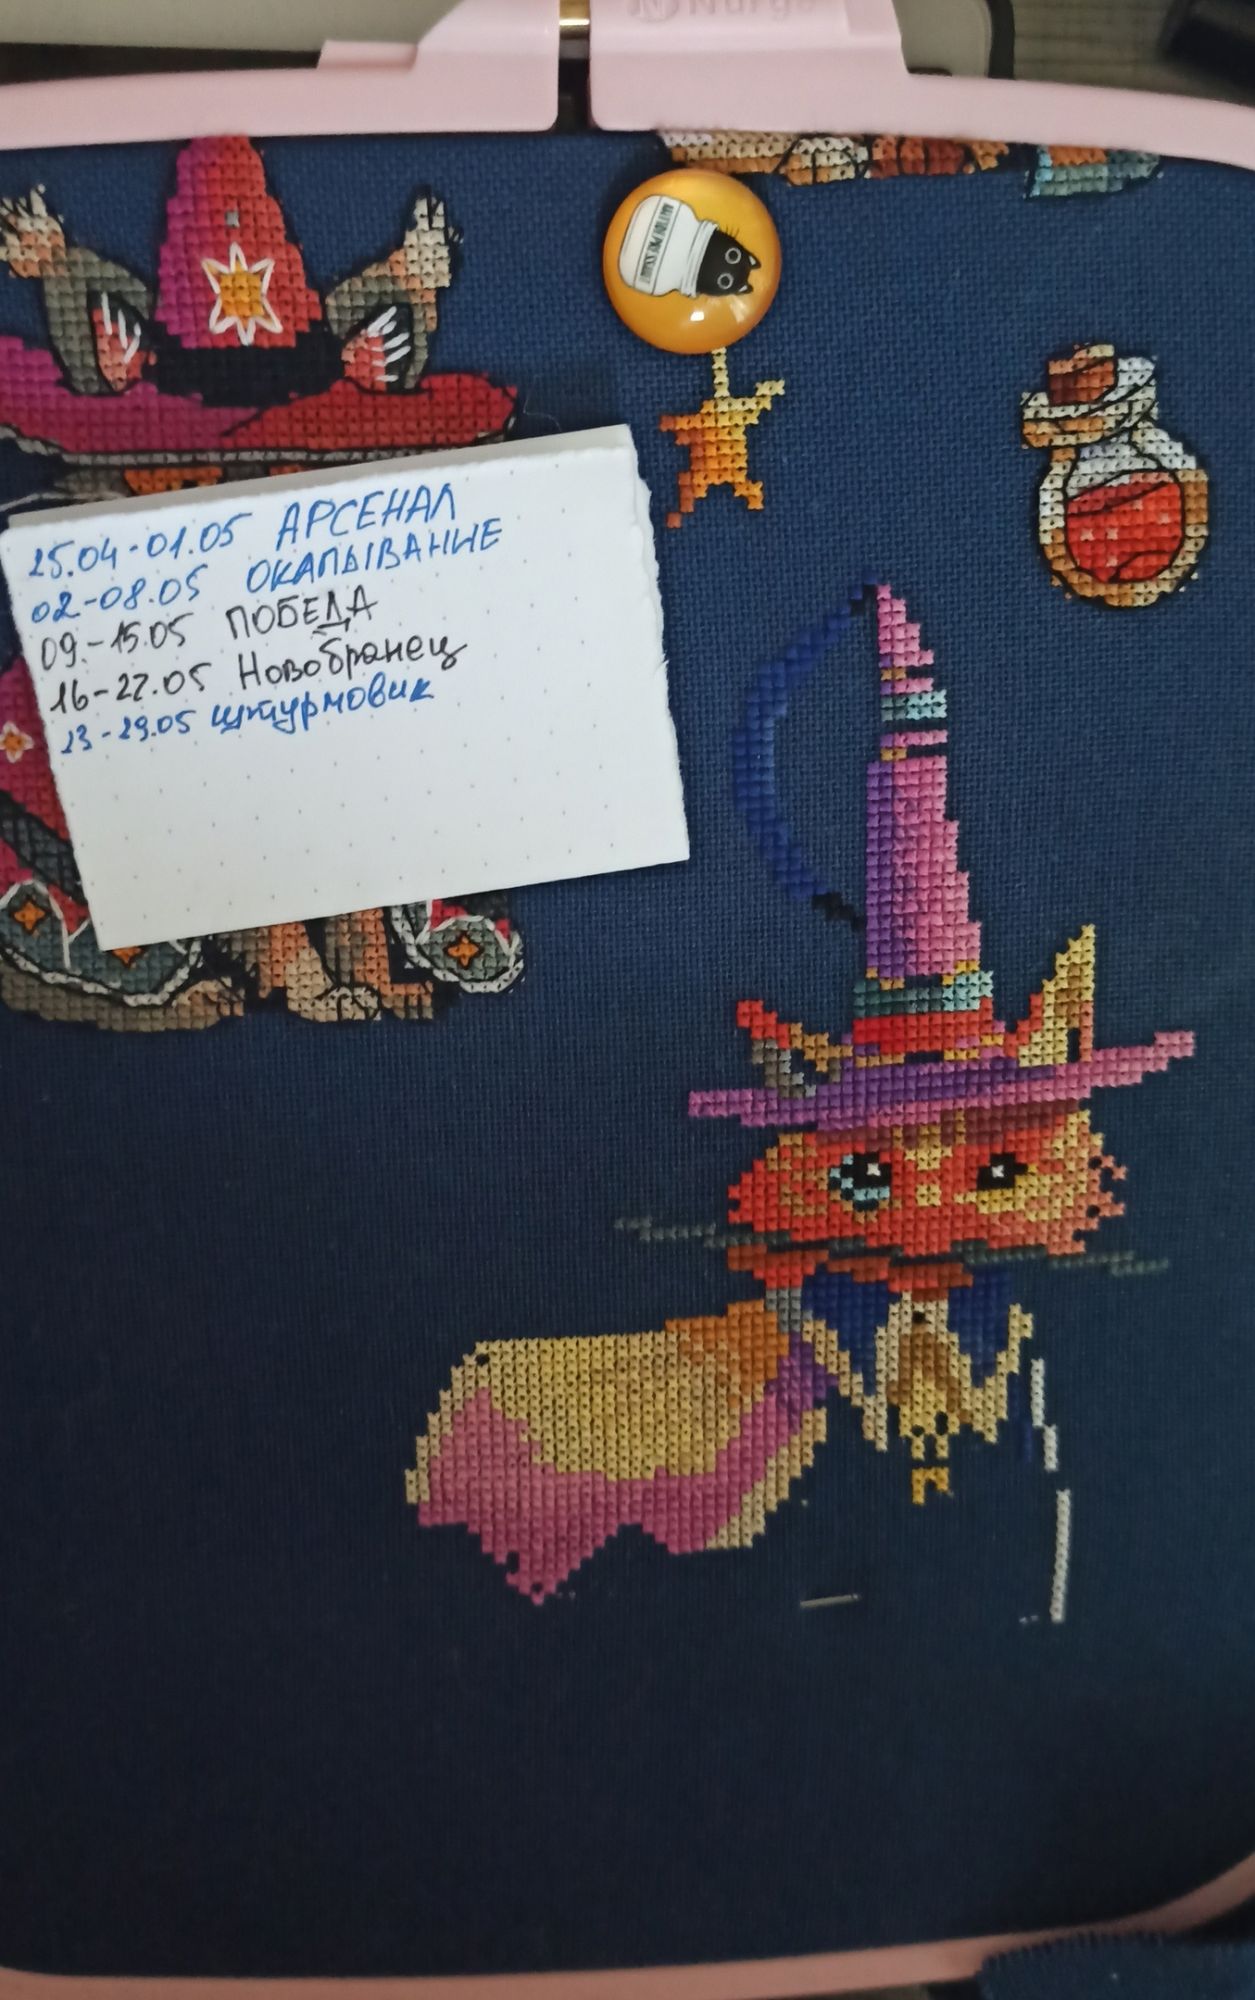 Nurge
25.04-01.05 АРСЕНАЛ
02-08.05 ОКАПЫВАНИЕ
09-15.05 ПОБЕДА
16-22.05 Новобранец
23-29.05 штурмовик